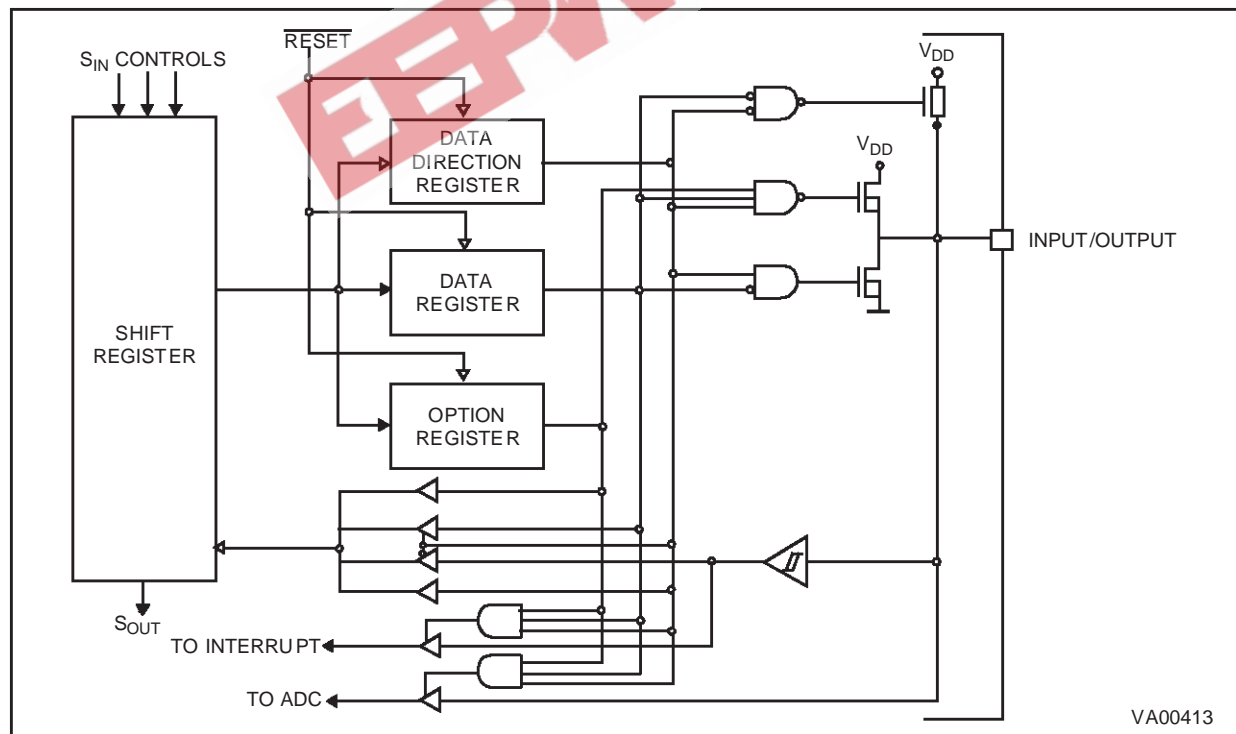 RESET
S_IN CONTROLS
EEPW
V_DD
DATA
DIRECTION
REGISTER
V_DD
INPUT/OUTPUT
DATA
REGISTER
SHIFT
REGISTER
OPTION
REGISTER
S_OUT
TO INTERRUPT
TO ADC
VA00413